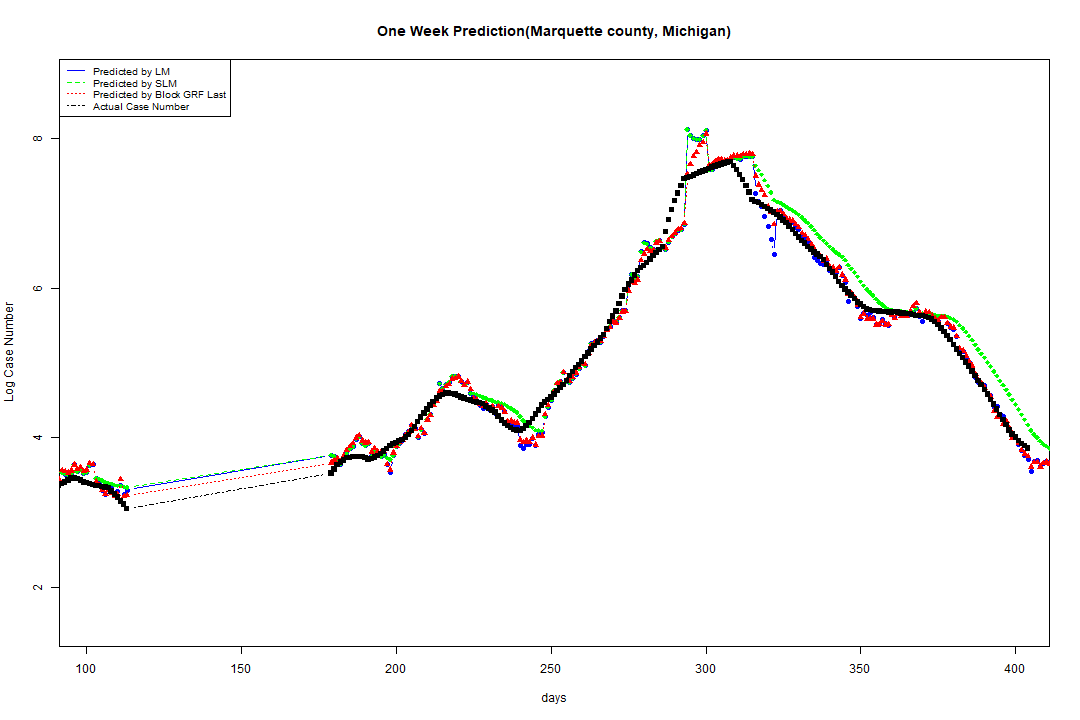 One Week Prediction(Marquette county, Michigan)
Predicted by LM
Predicted by SLM
Predicted by Block GRF Last
Actual Case Number
8
6
4
2
Log Case Number
100 150 200 250 300 350 400
days